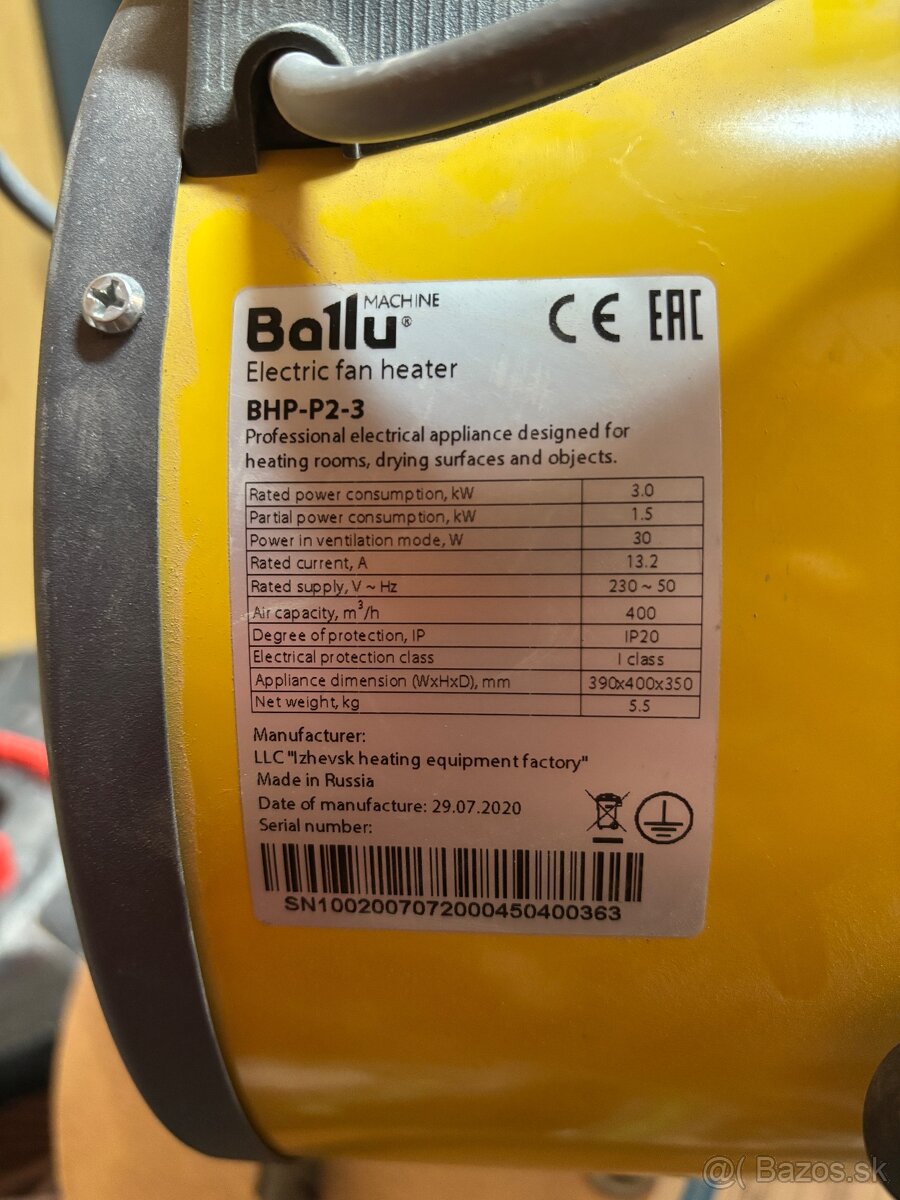 Ballu® MACHINE
CE EAC
Electric fan heater
BHP-P2-3
Professional electrical appliance designed for
heating rooms, drying surfaces and objects.
Rated power consumption, kW 3.0
Partial power consumption, kW 1.5
Power in ventilation mode, W 30
Rated current, A 13.2
Rated supply, V ~ Hz 230 ~ 50
Air capacity, m³/h 400
Degree of protection, IP IP20
Electrical protection class I class
Appliance dimension (WxHxD), mm 390x400x350
Net weight, kg 5.5
Manufacturer:
LLC "Izhevsk heating equipment factory"
Made in Russia
Date of manufacture: 29.07.2020
Serial number:
SN1002007072000450400363
@( Bazos.sk